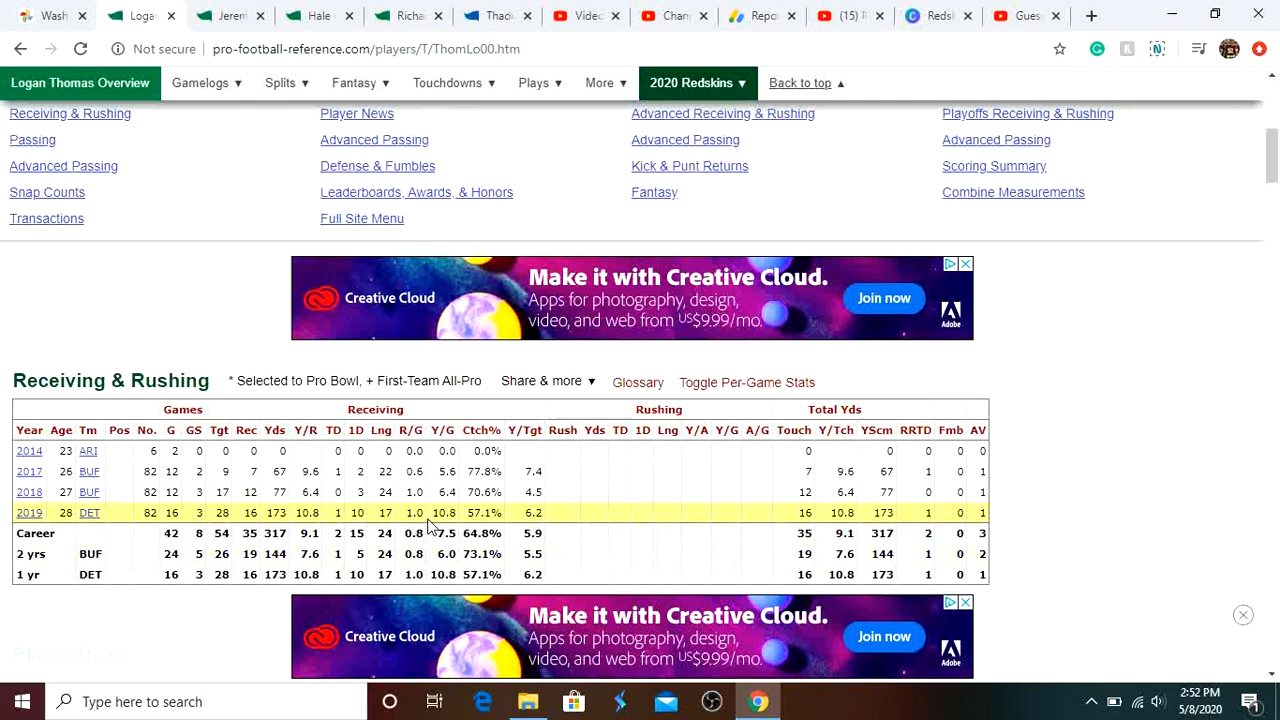 Wash
Logan
Jerem
Hale
Richa
Thadd
Video
Chan
Repo
(15) R
Redsk
Gues
Not secure pro-football-reference.com/players/T/ThomLo00.htm
Logan Thomas Overview Gamelogs ▼ Splits ▼ Fantasy ▼ Touchdowns ▼ Plays ▼ More ▼ 2020 Redskins ▼ Back to top ▲
Receiving & Rushing Player News Advanced Receiving & Rushing Playoffs Receiving & Rushing
Passing Advanced Passing Advanced Passing Advanced Passing
Advanced Passing Defense & Fumbles Kick & Punt Returns Scoring Summary
Snap Counts Leaderboards, Awards, & Honors Fantasy Combine Measurements
Transactions Full Site Menu
Make it with Creative Cloud.
Creative Cloud
Apps for photography, design,
video, and web from US$9.99/mo.
Join now
Adobe
Receiving & Rushing * Selected to Pro Bowl, + First-Team All-Pro Share & more ▼ Glossary Toggle Per-Game Stats
Games Receiving Rushing Total Yds
Year Age Tm Pos No. G GS Tgt Rec Yds Y/R TD 1D Lng R/G Y/G Ctch% Y/Tgt Rush Yds TD 1D Lng Y/A Y/G A/G Touch Y/Tch YScm RRTD Fmb AV
2014 23 ARI 6 2 0 0 0 0 0 0 0 0.0 0.0 0.0% 0 0 0 0 0
2017 26 BUF 82 12 2 9 7 67 9.6 1 2 22 0.6 5.6 77.8% 7.4 7 9.6 67 1 0 1
2018 27 BUF 82 12 3 17 12 77 6.4 0 3 24 1.0 6.4 70.6% 4.5 12 6.4 77 0 0 1
2019 28 DET 82 16 3 28 16 173 10.8 1 10 17 1.0 10.8 57.1% 6.2 16 10.8 173 1 0 1
Career 42 8 54 35 317 9.1 2 15 24 0.8 7.5 64.8% 5.9 35 9.1 317 2 0 3
2 yrs BUF 24 5 26 19 144 7.6 1 5 24 0.8 6.0 73.1% 5.5 19 7.6 144 1 0 2
1 yr DET 16 3 28 16 173 10.8 1 10 17 1.0 10.8 57.1% 6.2 16 10.8 173 1 0 1
Make it with Creative Cloud.
Creative Cloud
Apps for photography, design,
video, and web from US$9.99/mo.
Join now
Adobe
Player News
Type here to search
2:52 PM
5/8/2020
1